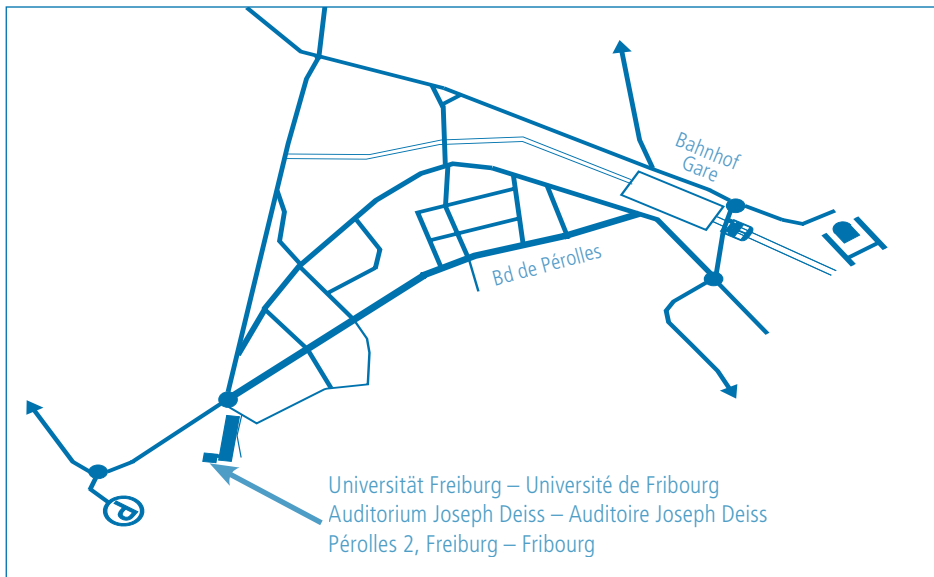 Bahnhof
Gare
Bd de Pérolles
P
Universität Freiburg – Université de Fribourg
Auditorium Joseph Deiss – Auditoire Joseph Deiss
Pérolles 2, Freiburg – Fribourg